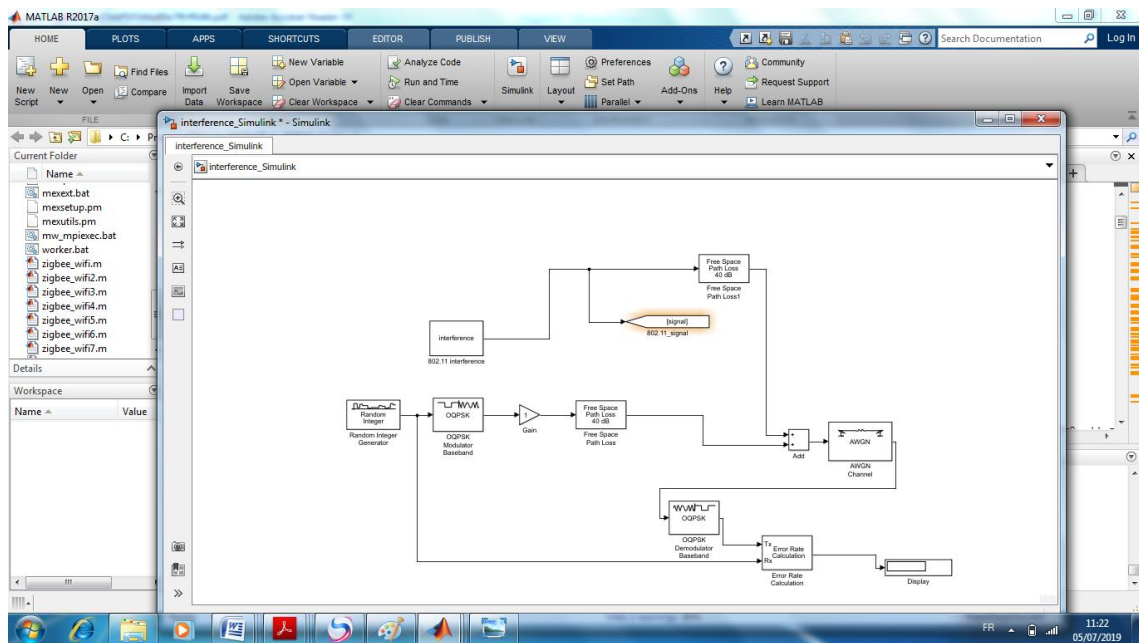 MATLAB R2017a
HOME PLOTS APPS SHORTCUTS EDITOR PUBLISH VIEW
Search Documentation
Log In
New Script
New
Open
Find Files
Compare
FILE
Import Data
Save Workspace
New Variable
Open Variable
Clear Workspace
Analyze Code
Run and Time
Clear Commands
Simulink
Layout
Preferences
Set Path
Parallel
Add-Ons
Help
Community
Request Support
Learn MATLAB
C: Pr
Current Folder
Name
mexext.bat
mexsetup.pm
mexutils.pm
mw_mpiexec.bat
worker.bat
zigbee_wifi.m
zigbee_wifi2.m
zigbee_wifi3.m
zigbee_wifi4.m
zigbee_wifi5.m
zigbee_wifi6.m
zigbee_wifi7.m
Details
Workspace
Name Value
interference_Simulink * - Simulink
interference_Simulink
interference_Simulink
Free Space
Path Loss
40 dB
Free Space
Path Loss1
[signal]
802.11_signal
interference
802.11 interference
Random
Integer
Random Integer
Generator
OQPSK
OQPSK
Modulator
Baseband
1
Gain
Free Space
Path Loss
40 dB
Free Space
Path Loss
+
+
Add
AWGN
AWGN
Channel
OQPSK
OQPSK
Demodulator
Baseband
Tx
Rx
Error Rate
Calculation
Error Rate
Calculation
Display
FR
11:22
05/07/2019